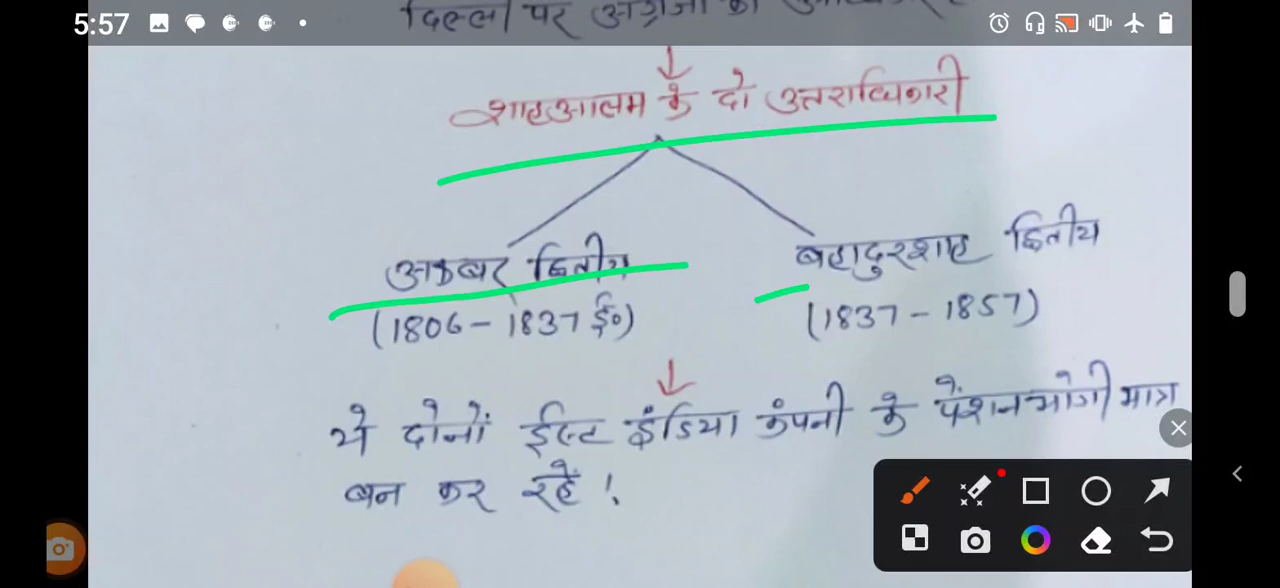 5:57
दिल्ली पर अंग्रेजों का
शाहआलम के दो उत्तराधिकारी
अकबर द्वितीय बहादुरशाह द्वितीय
(1806 - 1837 ई०) (1837 - 1857)
ये दोनों ईस्ट इंडिया कंपनी के पेंशनभोगी मात्र
बन कर रहें !